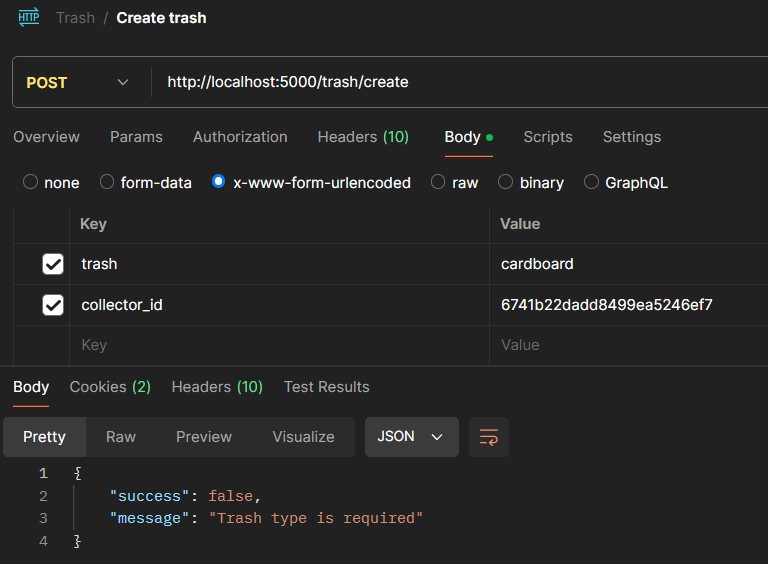 HTTP Trash / Create trash
POST http://localhost:5000/trash/create
Overview Params Authorization Headers (10) Body Scripts Settings
none form-data x-www-form-urlencoded raw binary GraphQL
Key Value
trash cardboard
collector_id 6741b22dadd8499ea5246ef7
Key Value
Body Cookies (2) Headers (10) Test Results
Pretty Raw Preview Visualize JSON
1 {
2 "success": false,
3 "message": "Trash type is required"
4 }